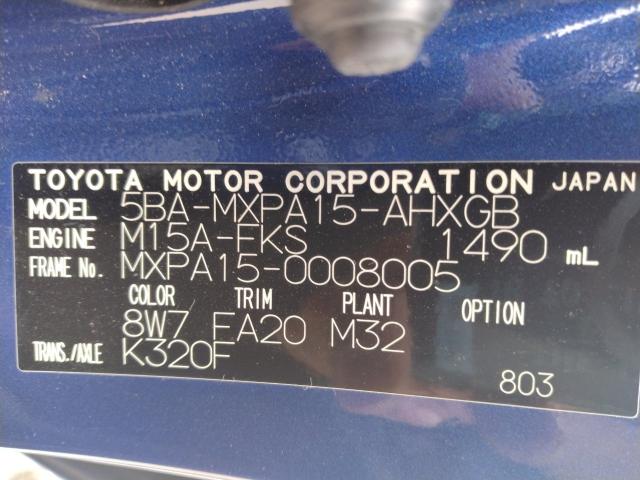 TOYOTA MOTOR CORPORATION JAPAN
MODEL 5BA-MXPA15-AHXGB
ENGINE M15A-FKS 1490 mL
FRAME No. MXPA15-0008005
COLOR TRIM PLANT OPTION
8W7 EA20 M32
TRANS./AXLE K320F
803